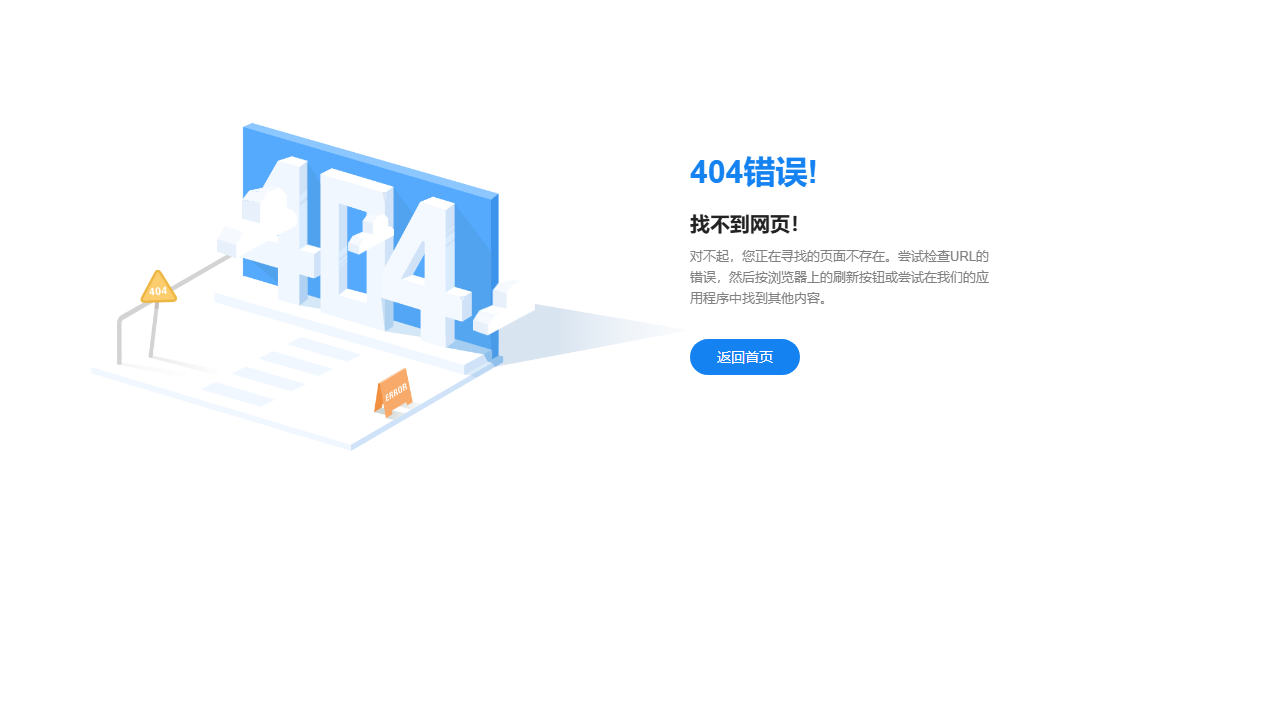 404
404
ERROR
404错误!
找不到网页！
对不起，您正在寻找的页面不存在。尝试检查URL的
错误，然后按浏览器上的刷新按钮或尝试在我们的应
用程序中找到其他内容。
返回首页